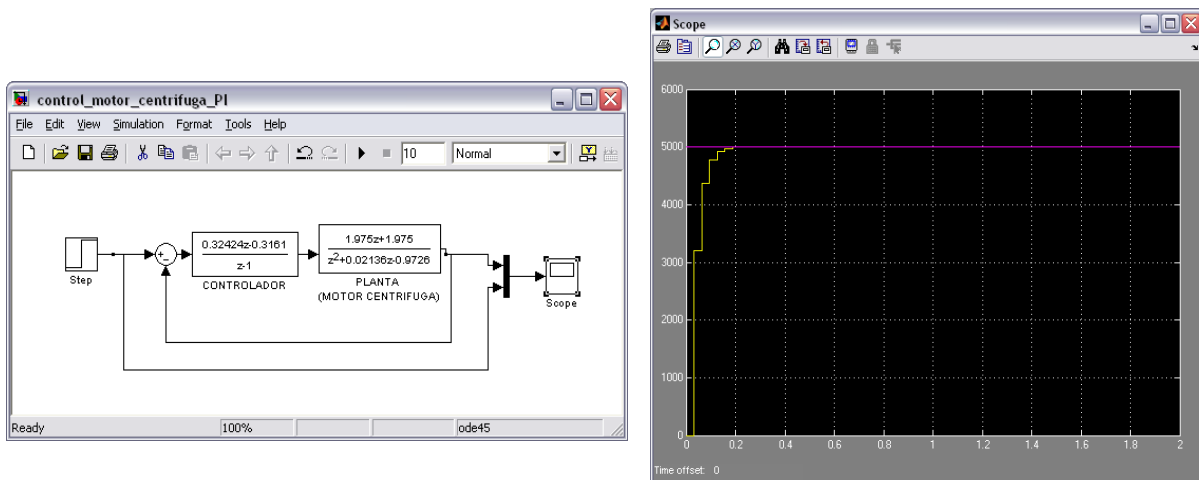 control_motor_centrifuga_PI
File Edit View Simulation Format Tools Help
10 Normal
Step
+
-
0.32424z-0.3161
z-1
CONTROLADOR
1.975z+1.975
z²+0.02136z-0.9726
PLANTA
(MOTOR CENTRIFUGA)
Scope
Ready 100% ode45
Scope
6000
5000
4000
3000
2000
1000
0
0 0.2 0.4 0.6 0.8 1 1.2 1.4 1.6 1.8 2
Time offset: 0